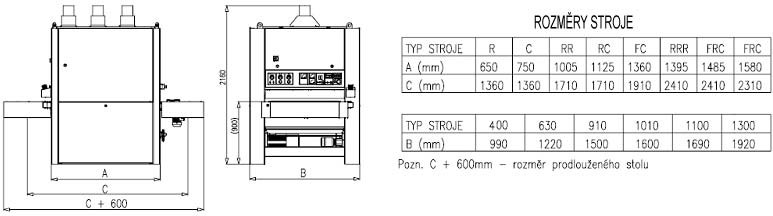 ROZMĚRY STROJE
TYP STROJE R C RR RC FC RRR FRC FRC
A (mm) 650 750 1005 1125 1360 1395 1485 1580
C (mm) 1360 1360 1710 1710 1910 2410 2410 2310
TYP STROJE 400 630 910 1010 1100 1300
B (mm) 990 1220 1500 1600 1690 1920
Pozn. C + 600mm – rozměr prodlouženého stolu
2160
(900)
A
B
C
C + 600